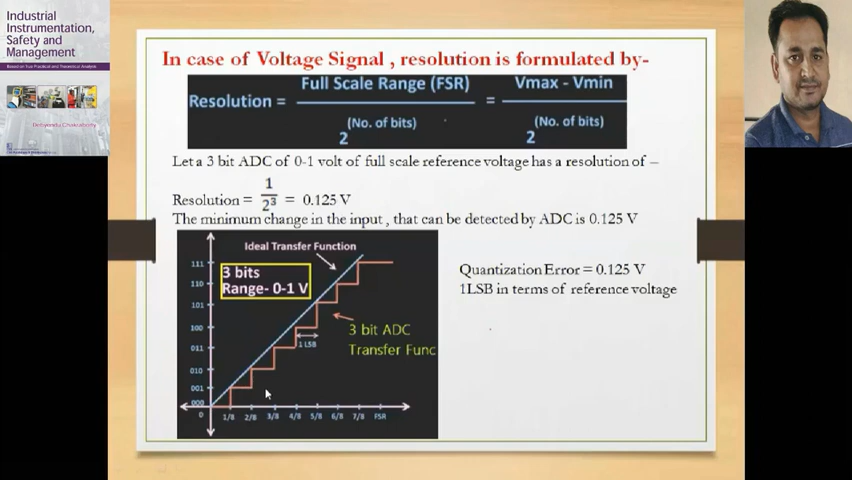 Industrial
Instrumentation,
Safety and
Management
In case of Voltage Signal , resolution is formulated by-
Resolution = Full Scale Range (FSR) / 2 (No. of bits) = Vmax - Vmin / 2 (No. of bits)
Let a 3 bit ADC of 0-1 volt of full scale reference voltage has a resolution of –
Resolution = 1 / 2³ = 0.125 V
The minimum change in the input , that can be detected by ADC is 0.125 V
Ideal Transfer Function
3 bits
Range- 0-1 V
111
110
101
100
011
010
001
000
1 LSB
3 bit ADC
Transfer Func
0 1/8 2/8 3/8 4/8 5/8 6/8 7/8 FSR
Quantization Error = 0.125 V
1LSB in terms of reference voltage